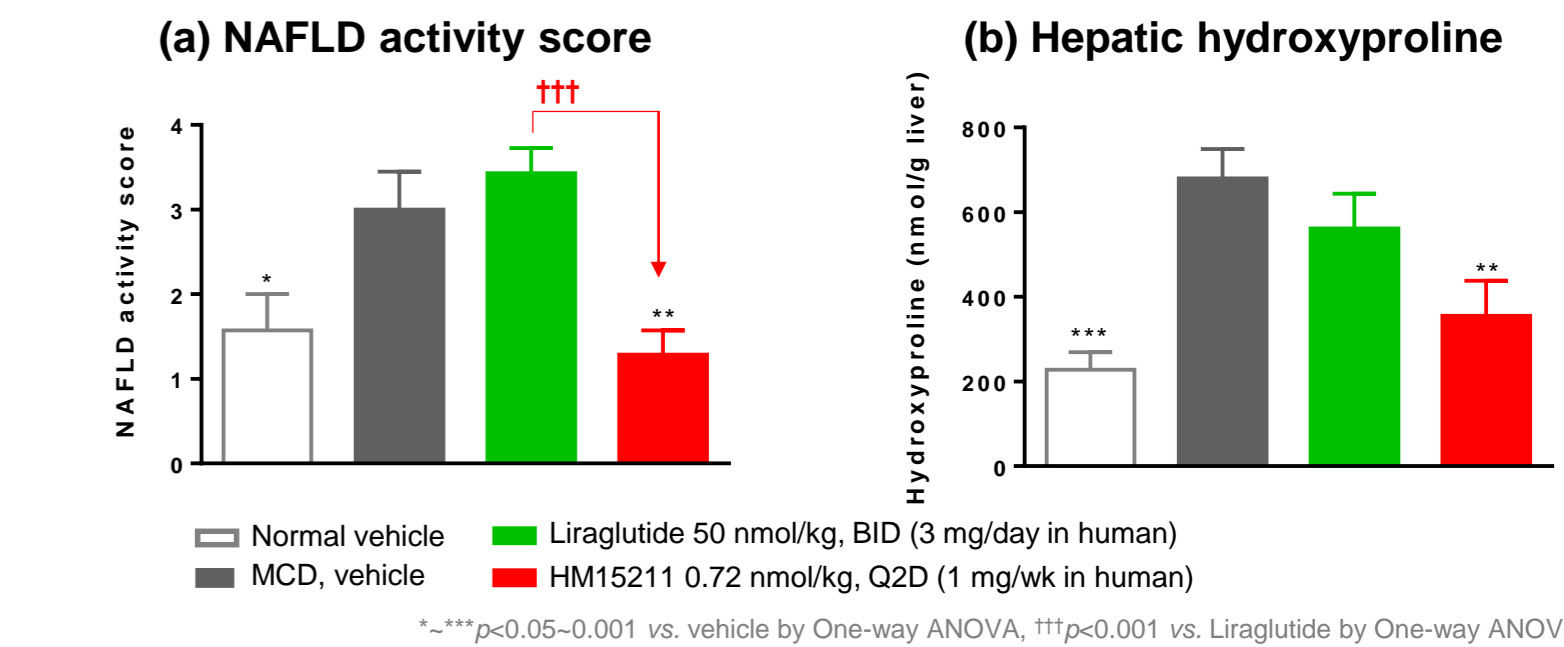 (a) NAFLD activity score
(b) Hepatic hydroxyproline
†††
NAFLD activity score
4
3
2
1
0
*
**
Hydroxyproline (nmol/g liver)
800
600
400
200
0
***
**
Normal vehicle
Liraglutide 50 nmol/kg, BID (3 mg/day in human)
MCD, vehicle
HM15211 0.72 nmol/kg, Q2D (1 mg/wk in human)
*~***p<0.05~0.001 vs. vehicle by One-way ANOVA, †††p<0.001 vs. Liraglutide by One-way ANOV